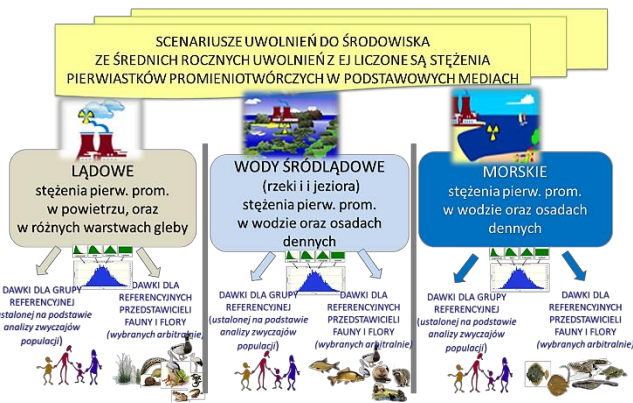 SCENARIUSZE UWOLNIEŃ DO ŚRODOWISKA
ZE ŚREDNICH ROCZNYCH UWOLNIEŃ Z EJ LICZONE SĄ STĘŻENIA
PIERWIASTKÓW PROMIENIOTWÓRCZYCH W PODSTAWOWYCH MEDIACH
LĄDOWE
stężenia pierw. prom.
w powietrzu, oraz
w różnych warstwach gleby
DAWKI DLA GRUPY
REFERENCYJNEJ
(ustalonej na podstawie
analizy zwyczajów
populacji)
DAWKI DLA
REFERENCYJNYCH
PRZEDSTAWICIELI
FAUNY I FLORY
(wybranych arbitralnie)
WODY ŚRÓDLĄDOWE
(rzeki i i jeziora)
stężenia pierw. prom.
w wodzie oraz osadach
dennych
DAWKI DLA GRUPY
REFERENCYJNEJ
(ustalonej na podstawie
analizy zwyczajów
populacji)
DAWKI DLA
REFERENCYJNYCH
PRZEDSTAWICIELI
FAUNY I FLORY
(wybranych arbitralnie)
MORSKIE
stężenia pierw. prom.
w wodzie oraz osadach
dennych
DAWKI DLA GRUPY
REFERENCYJNEJ
(ustalonej na podstawie
analizy zwyczajów
populacji)
DAWKI DLA
REFERENCYJNYCH
PRZEDSTAWICIELI
FAUNY I FLORY
(wybranych arbitralnie)